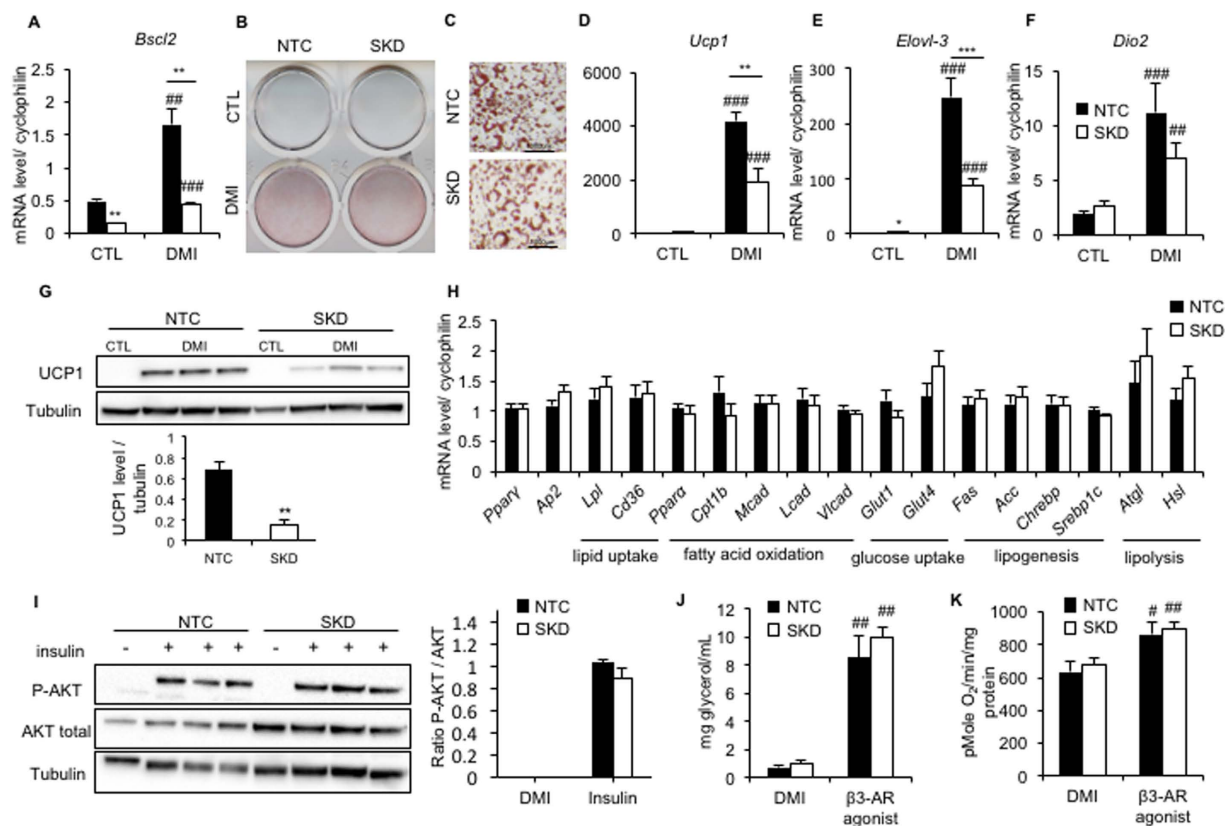 A
Bscl2
mRNA level/ cyclophilin
2.5
2
1.5
1
0.5
0
**
##
**
###
CTL
DMI
B
NTC
SKD
CTL
DMI
C
NTC
SKD
D
Ucp1
6000
4000
2000
0
**
###
###
CTL
DMI
E
Elovl-3
mRNA level/ cyclophilin
300
200
100
0
***
###
###
*
CTL
DMI
F
Dio2
mRNA level/ cyclophilin
15
10
5
0
###
##
NTC
SKD
CTL
DMI
G
NTC
SKD
CTL
DMI
CTL
DMI
UCP1
Tubulin
UCP1 level /
tubulin
1
0.8
0.6
0.4
0.2
0
**
NTC
SKD
H
mRNA level/ cyclophilin
2.5
2
1.5
1
0.5
0
NTC
SKD
Pparγ
Ap2
Lpl
Cd36
Pparα
Cpt1b
Mcad
Lcad
Vlcad
Glut1
Glut4
Fas
Acc
Chrebp
Srebp1c
Atgl
Hsl
lipid uptake
fatty acid oxidation
glucose uptake
lipogenesis
lipolysis
I
NTC
SKD
insulin
- + + + - + + +
P-AKT
AKT total
Tubulin
Ratio P-AKT / AKT
1.4
1.2
1
0.8
0.6
0.4
0.2
0
NTC
SKD
DMI
Insulin
J
mg glycerol/mL
12
10
8
6
4
2
0
NTC
SKD
##
##
DMI
β3-AR
agonist
K
pMole O2/min/mg
protein
1000
800
600
400
200
0
NTC
SKD
#
##
DMI
β3-AR
agonist